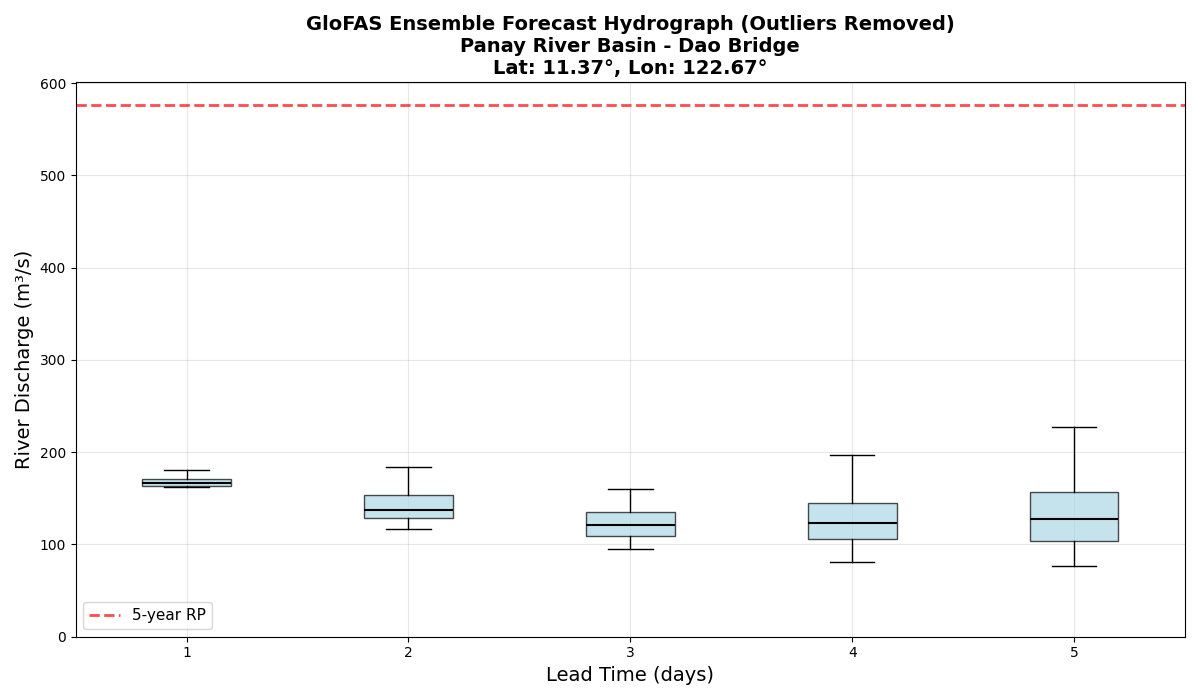 GloFAS Ensemble Forecast Hydrograph (Outliers Removed)
Panay River Basin - Dao Bridge
Lat: 11.37°, Lon: 122.67°
River Discharge (m³/s)
600
500
400
300
200
100
0
5-year RP
1 2 3 4 5
Lead Time (days)